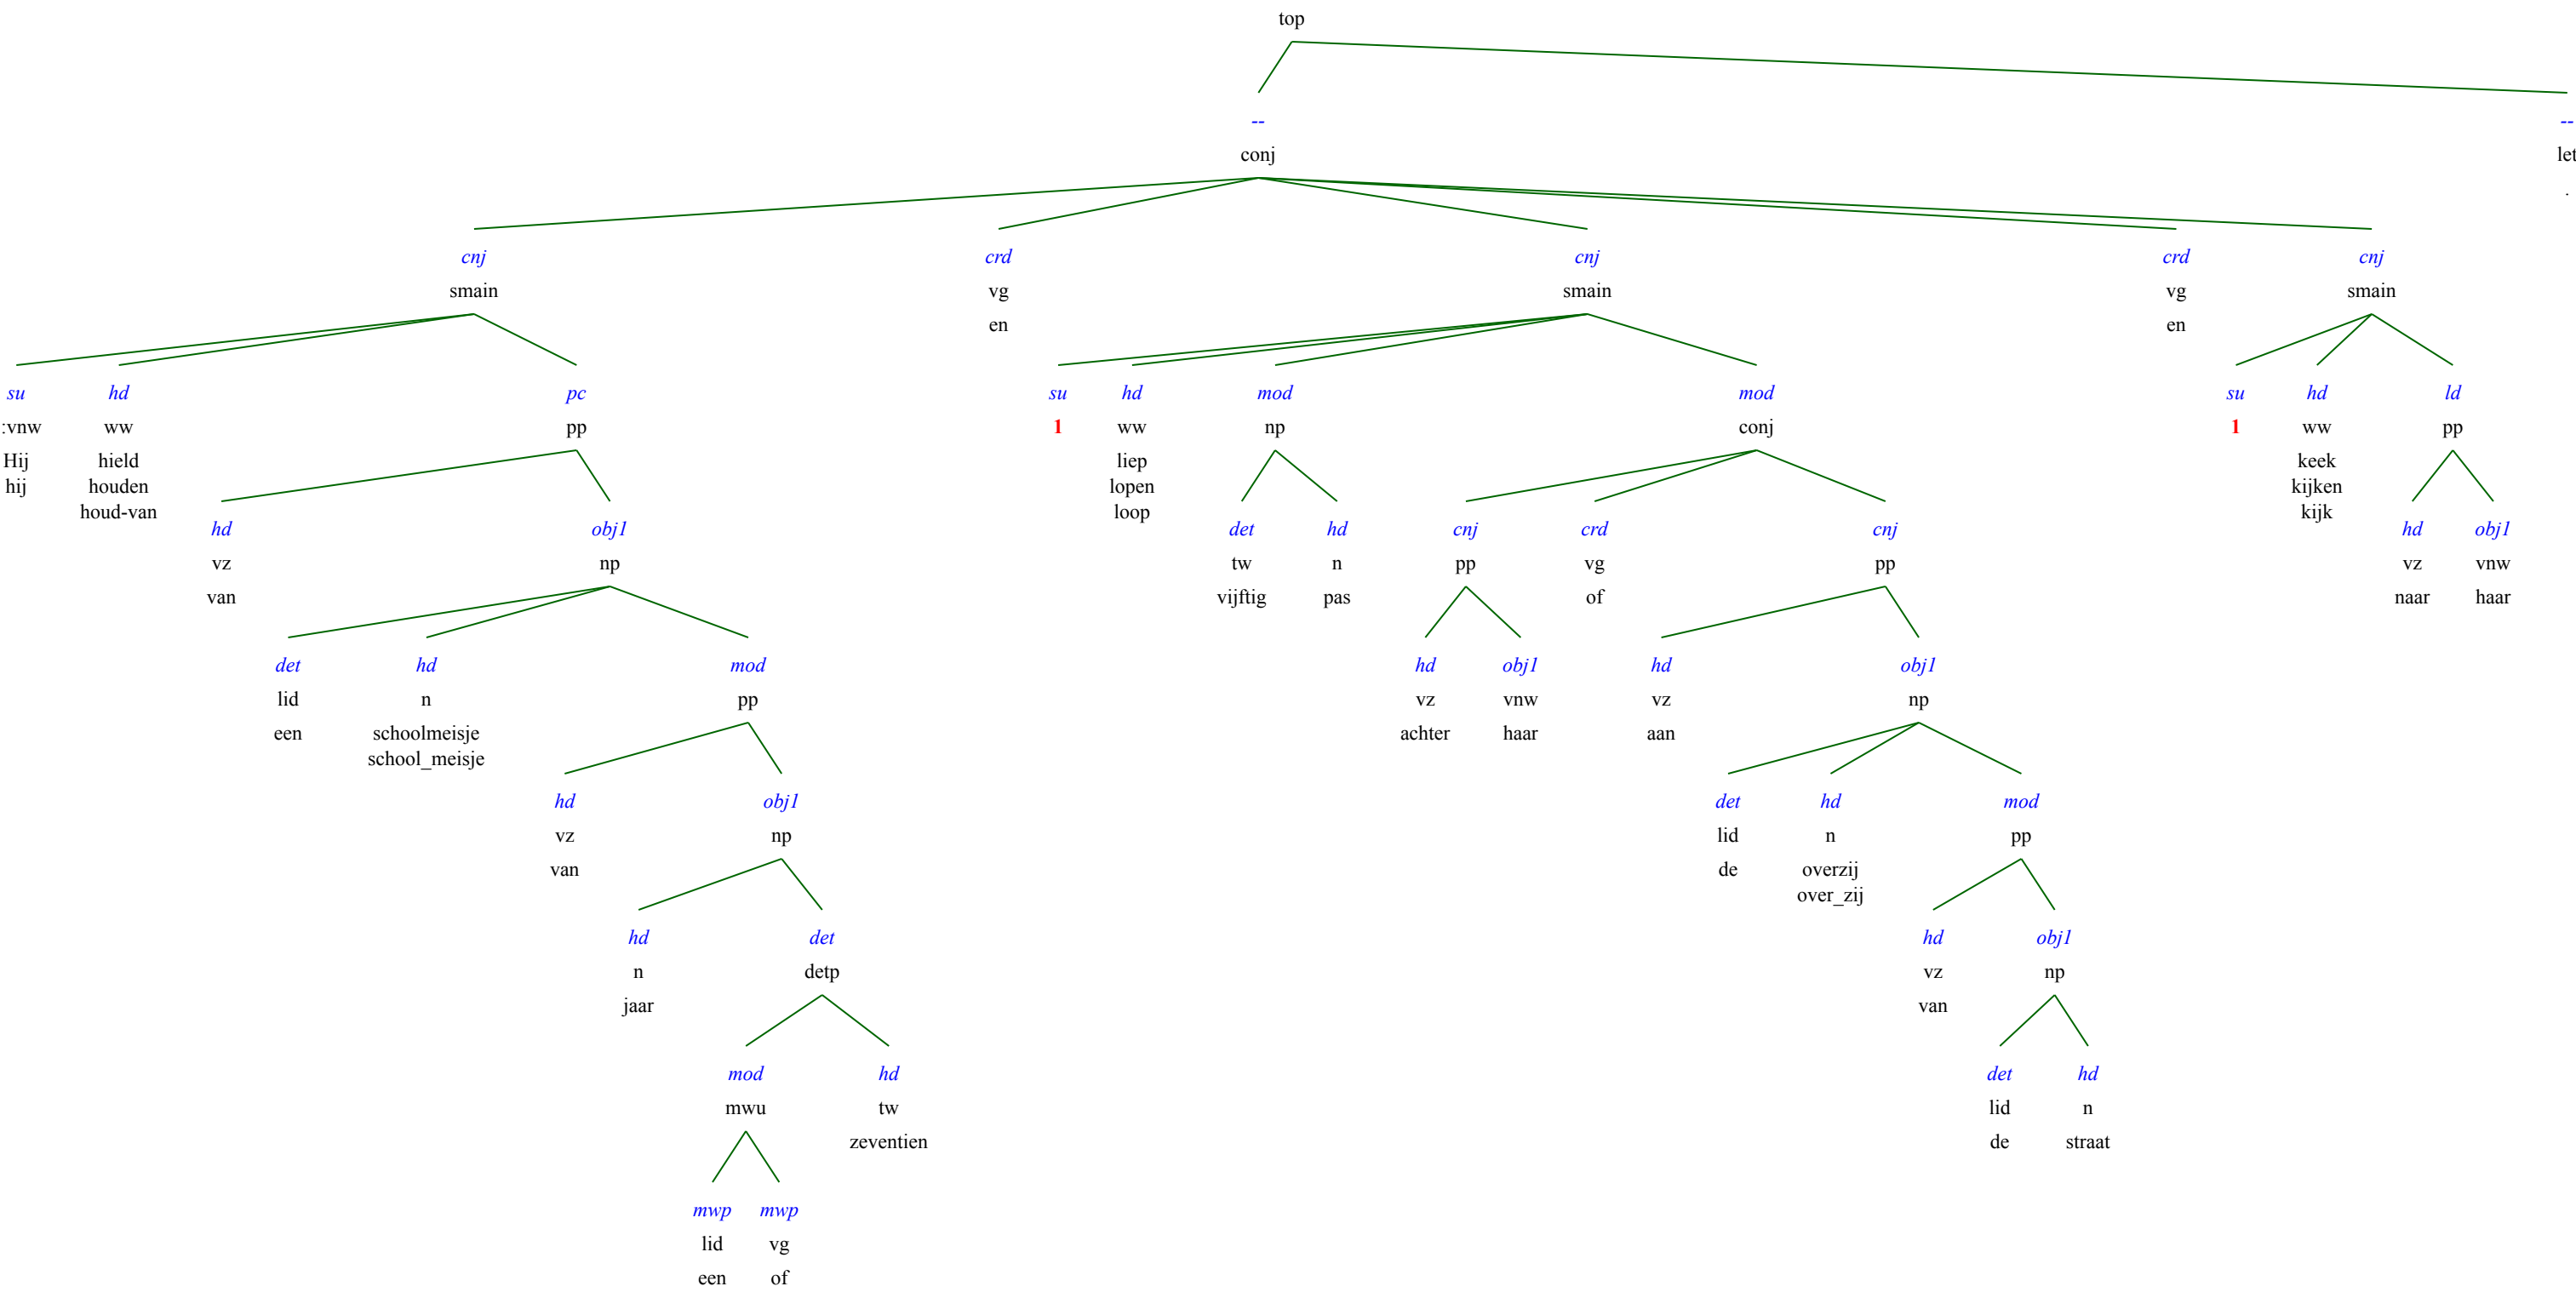 top
-- --
conj let
.
cnj crd cnj crd cnj
smain vg smain vg smain
en en
su hd pc su hd mod mod su hd ld
:vnw ww pp 1 ww np conj 1 ww pp
Hij hield liep keek
hij houden lopen kijken
houd-van loop kijk
hd obj1 det hd cnj crd cnj hd obj1
vz np tw n pp vg pp vz vnw
van vijftig pas of naar haar
det hd mod hd obj1 hd obj1
lid n pp vz vnw vz np
een schoolmeisje achter haar aan
school_meisje
hd obj1 det hd mod
vz np lid n pp
van de overzij
over_zij
hd det hd obj1
n detp vz np
jaar van
mod hd det hd
mwu tw lid n
zeventien de straat
mwp mwp
lid vg
een of